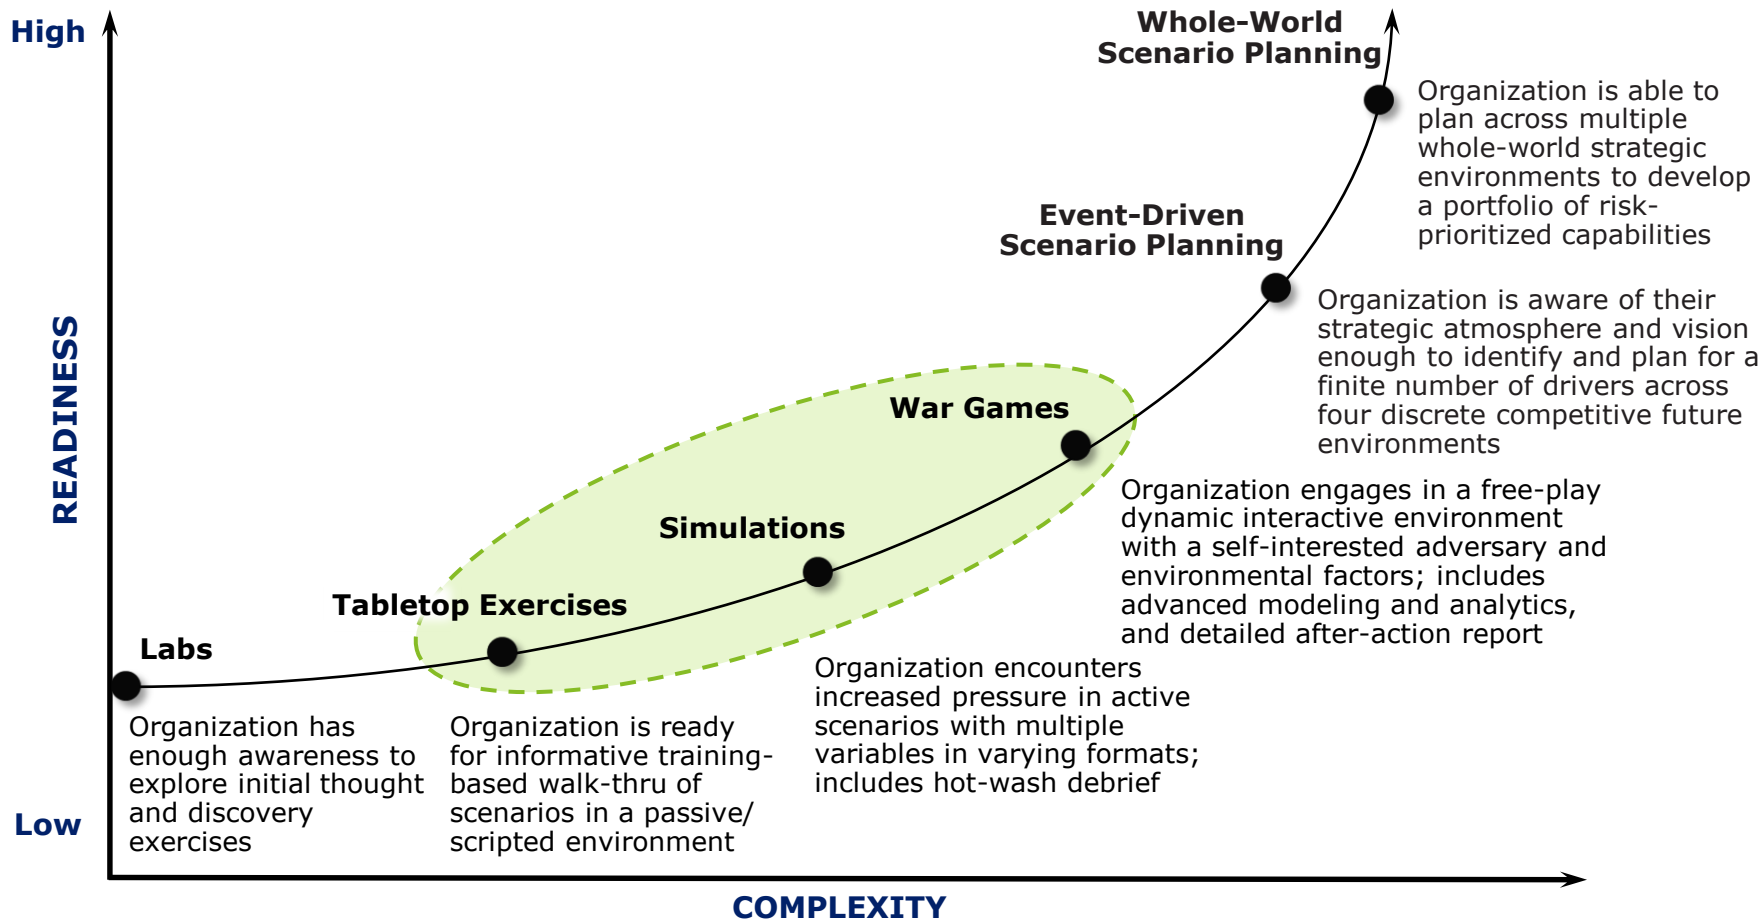 High
Whole-World
Scenario Planning
Organization is able to
plan across multiple
whole-world strategic
environments to develop
a portfolio of risk-
prioritized capabilities
Event-Driven
Scenario Planning
Organization is aware of their
strategic atmosphere and vision
enough to identify and plan for a
finite number of drivers across
four discrete competitive future
environments
READINESS
War Games
Organization engages in a free-play
dynamic interactive environment
with a self-interested adversary and
environmental factors; includes
advanced modeling and analytics,
and detailed after-action report
Simulations
Organization encounters
increased pressure in active
scenarios with multiple
variables in varying formats;
includes hot-wash debrief
Tabletop Exercises
Organization is ready
for informative training-
based walk-thru of
scenarios in a passive/
scripted environment
Labs
Organization has
enough awareness to
explore initial thought
and discovery
exercises
Low
COMPLEXITY